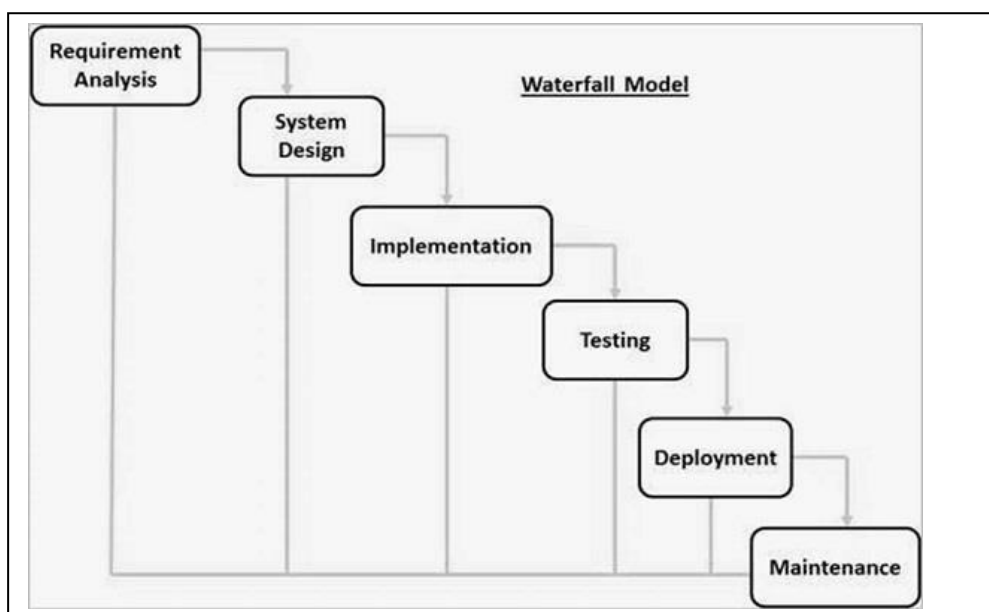 Requirement
Analysis
Waterfall Model
System
Design
Implementation
Testing
Deployment
Maintenance